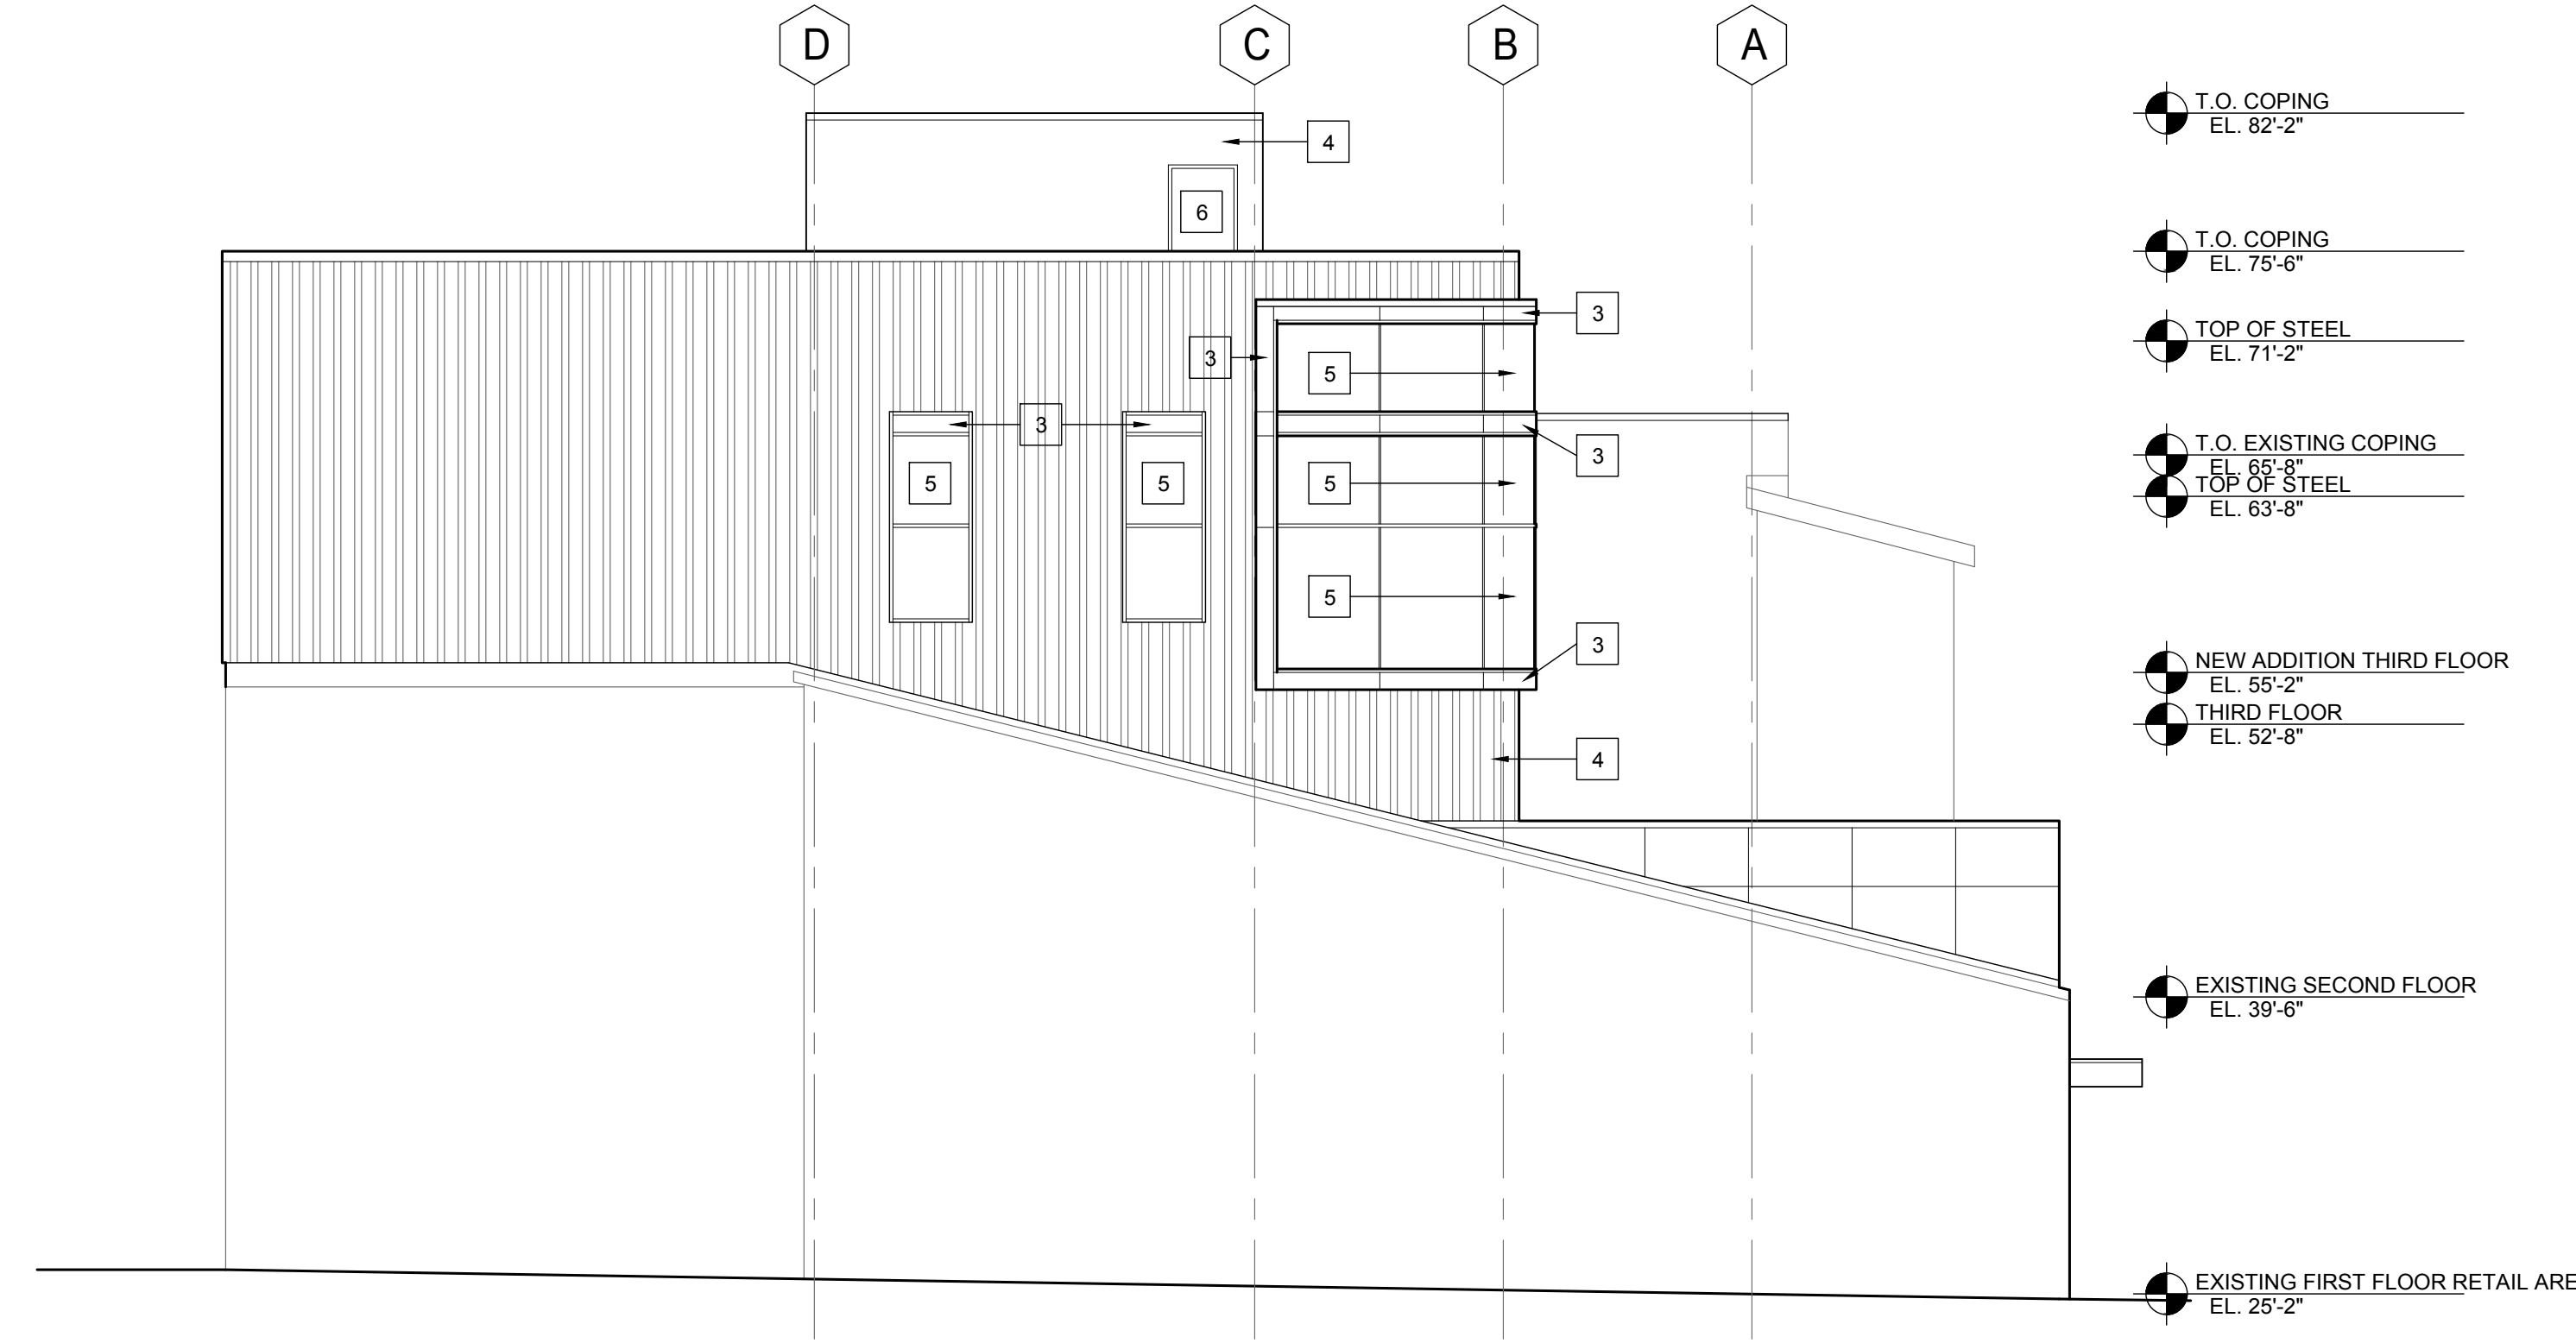 D
C
B
A
T.O. COPING
EL. 82'-2"
4
6
T.O. COPING
EL. 75'-6"
3
TOP OF STEEL
EL. 71'-2"
3
5
3
T.O. EXISTING COPING
EL. 65'-8"
3
5
5
5
TOP OF STEEL
EL. 63'-8"
5
3
NEW ADDITION THIRD FLOOR
EL. 55'-2"
THIRD FLOOR
EL. 52'-8"
4
EXISTING SECOND FLOOR
EL. 39'-6"
EXISTING FIRST FLOOR RETAIL ARE
EL. 25'-2"